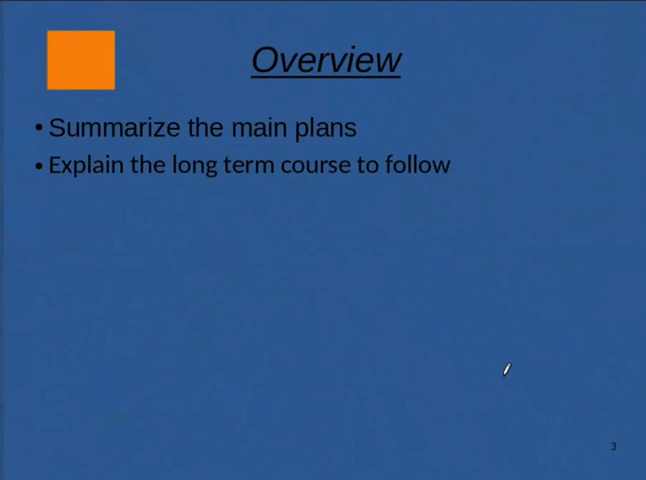 Overview
• Summarize the main plans
• Explain the long term course to follow
3